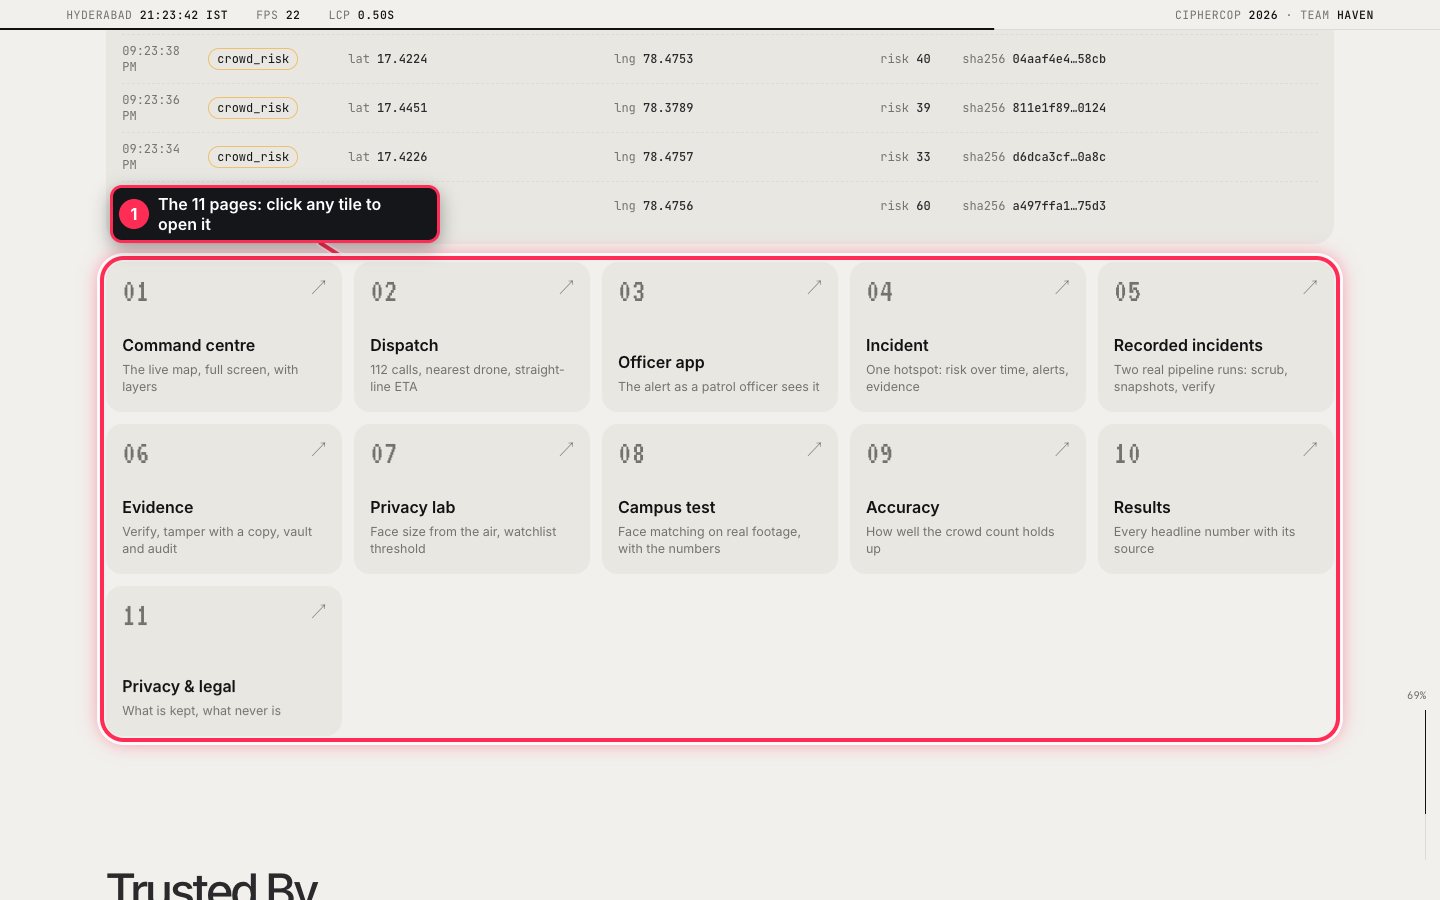 HYDERABAD 21:23:42 IST FPS 22 LCP 0.50S CIPHERCOP 2026 · TEAM HAVEN
09:23:38 PM crowd_risk lat 17.4224 lng 78.4753 risk 40 sha256 04aaf4e4…58cb
09:23:36 PM crowd_risk lat 17.4451 lng 78.3789 risk 39 sha256 811e1f89…0124
09:23:34 PM crowd_risk lat 17.4226 lng 78.4757 risk 33 sha256 d6dca3cf…0a8c
lng 78.4756 risk 60 sha256 a497ffa1…75d3
1 The 11 pages: click any tile to
open it
01
Command centre
The live map, full screen, with
layers
02
Dispatch
112 calls, nearest drone, straight-
line ETA
03
Officer app
The alert as a patrol officer sees it
04
Incident
One hotspot: risk over time, alerts,
evidence
05
Recorded incidents
Two real pipeline runs: scrub,
snapshots, verify
06
Evidence
Verify, tamper with a copy, vault
and audit
07
Privacy lab
Face size from the air, watchlist
threshold
08
Campus test
Face matching on real footage,
with the numbers
09
Accuracy
How well the crowd count holds
up
10
Results
Every headline number with its
source
11
Privacy & legal
What is kept, what never is
69%
Trusted By